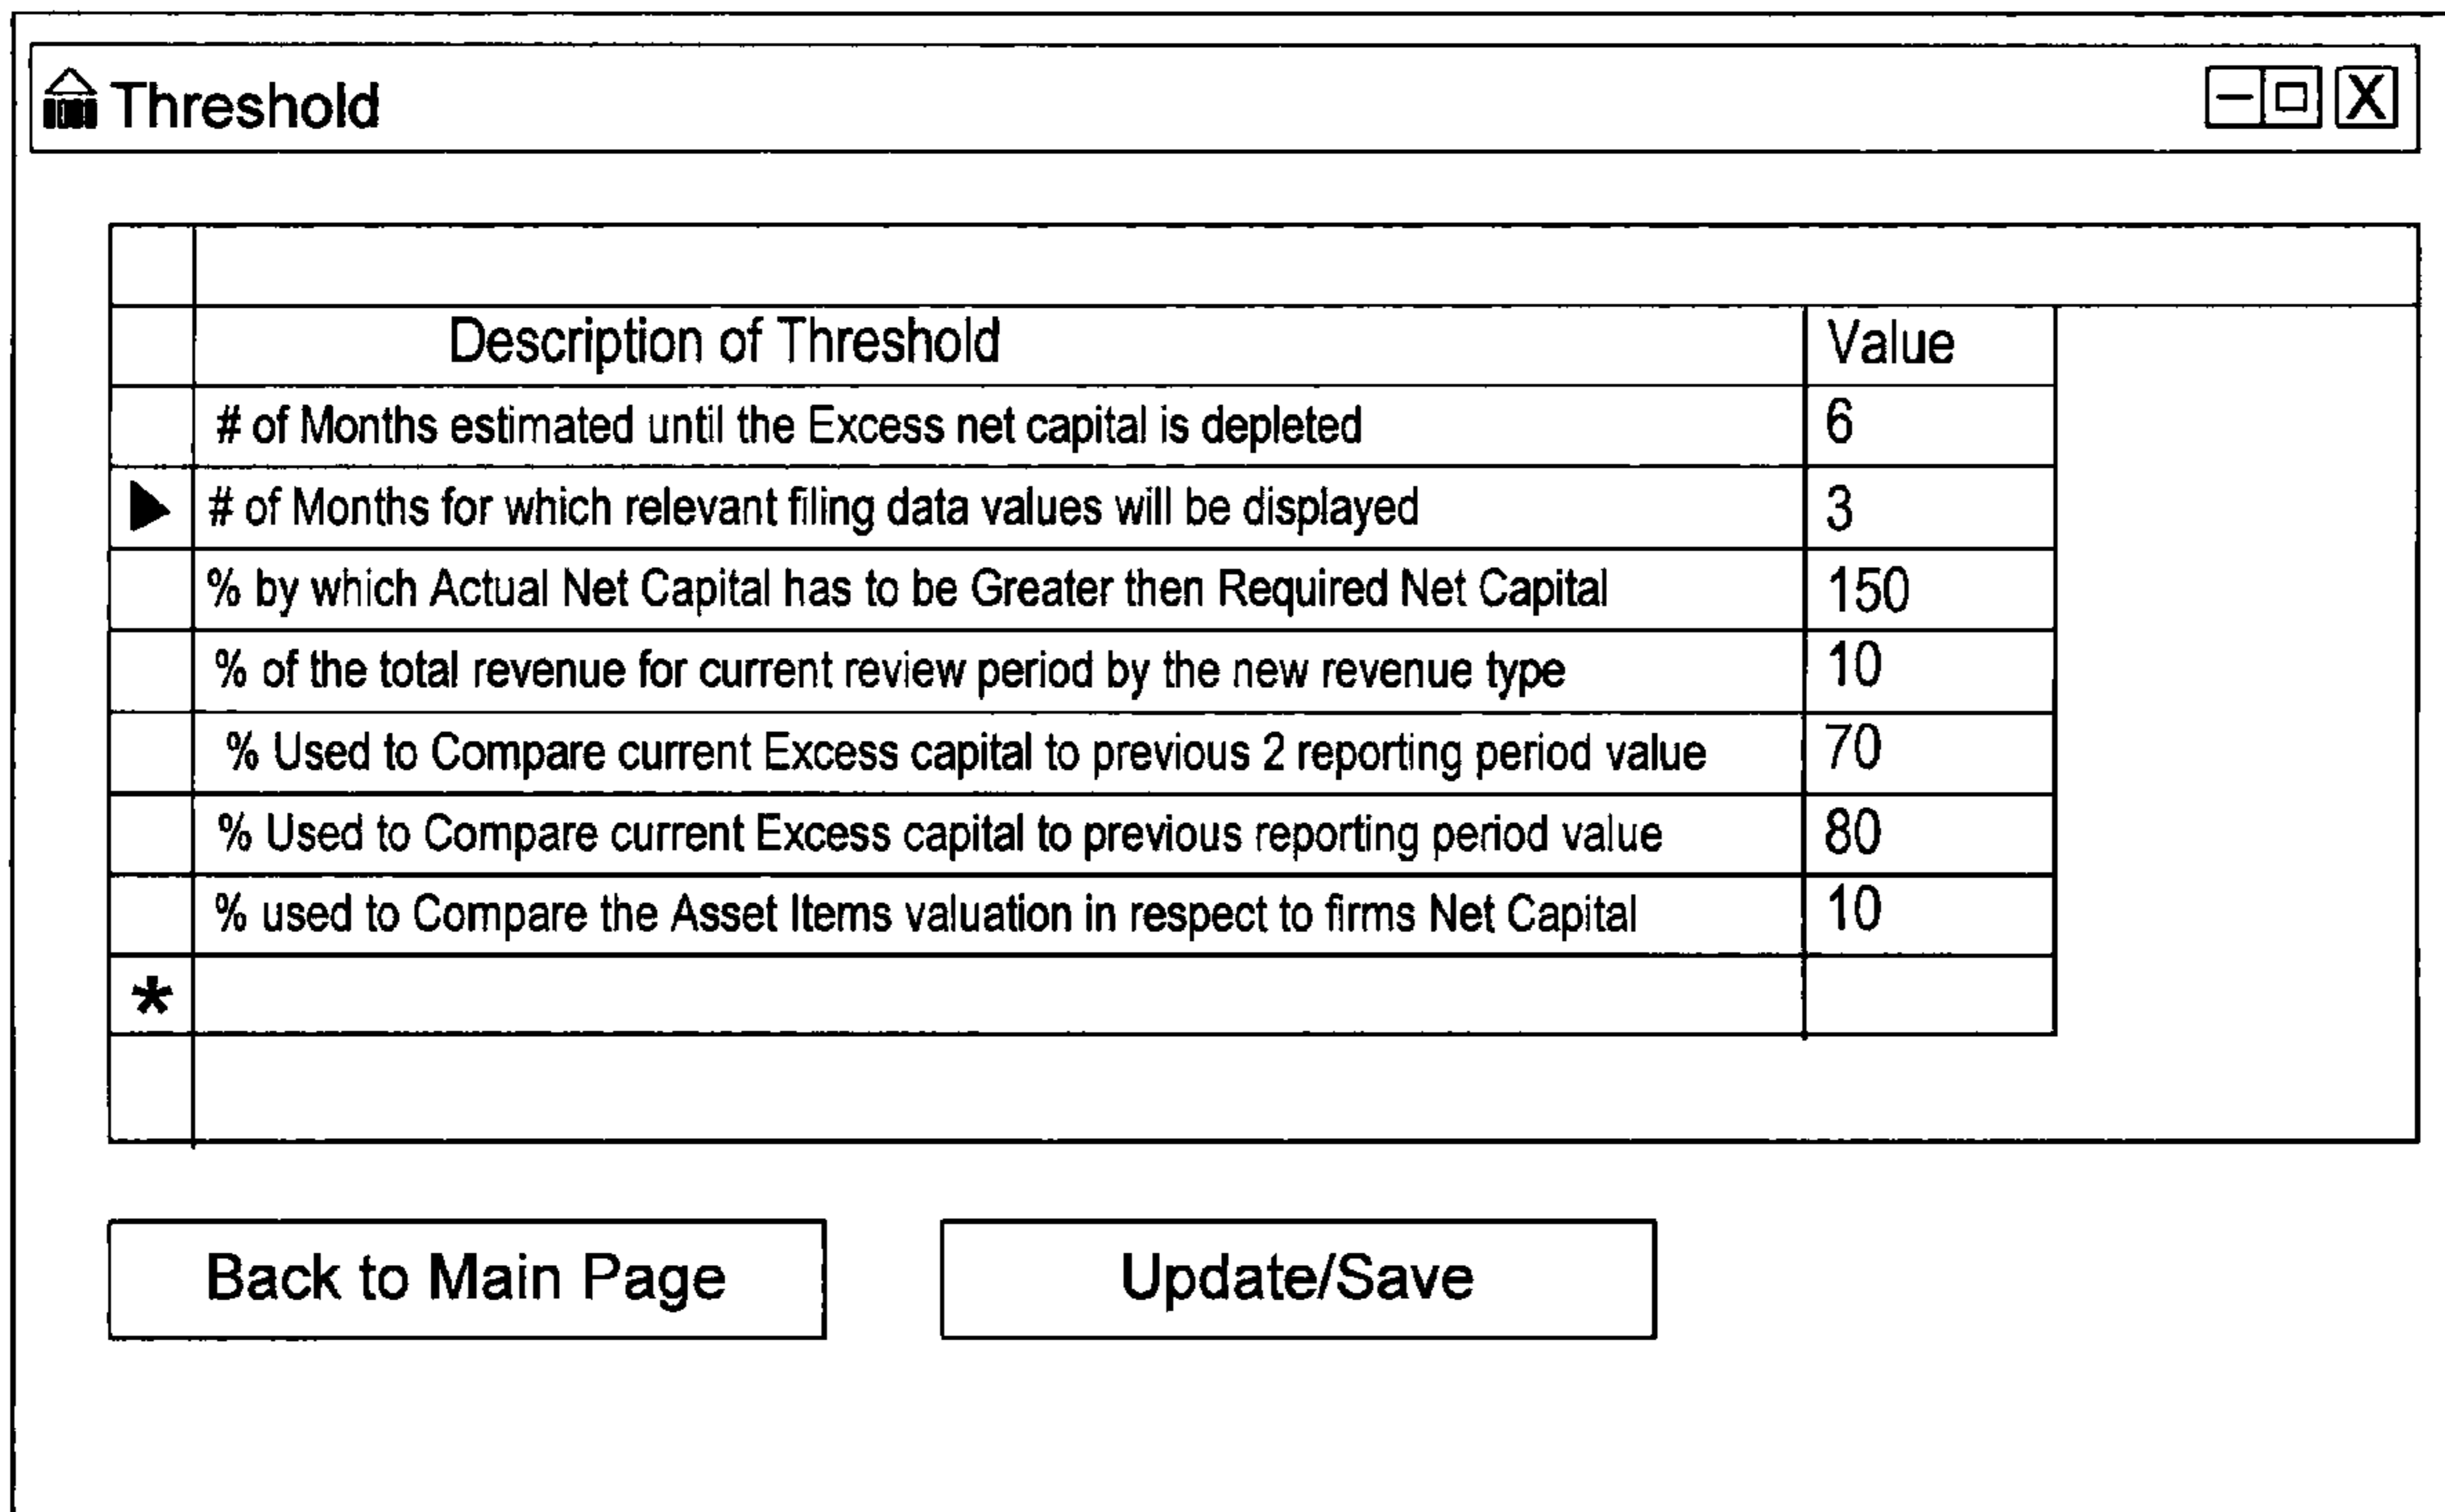 Threshold
Description of Threshold Value
# of Months estimated until the Excess net capital is depleted 6
# of Months for which relevant filing data values will be displayed 3
% by which Actual Net Capital has to be Greater then Required Net Capital 150
% of the total revenue for current review period by the new revenue type 10
% Used to Compare current Excess capital to previous 2 reporting period value 70
% Used to Compare current Excess capital to previous reporting period value 80
% used to Compare the Asset Items valuation in respect to firms Net Capital 10
*
Back to Main Page Update/Save